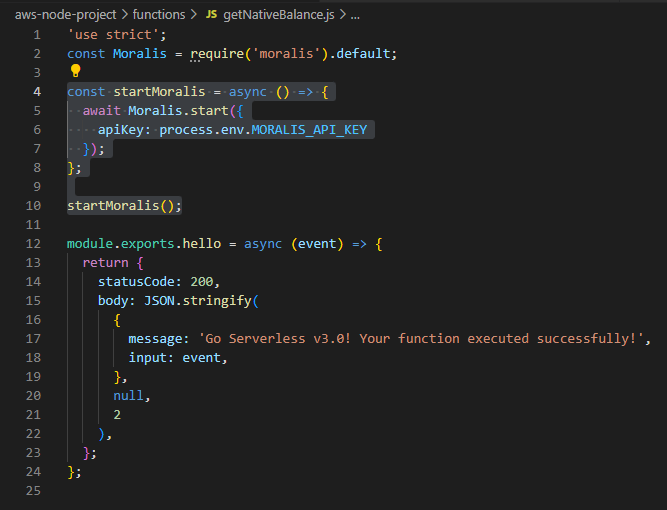 aws-node-project > functions > JS getNativeBalance.js > ...
1 'use strict';
2 const Moralis = require('moralis').default;
3
4 const startMoralis = async () => {
5   await Moralis.start({
6     apiKey: process.env.MORALIS_API_KEY
7   });
8 };
9
10 startMoralis();
11
12 module.exports.hello = async (event) => {
13   return {
14     statusCode: 200,
15     body: JSON.stringify(
16       {
17         message: 'Go Serverless v3.0! Your function executed successfully!',
18         input: event,
19       },
20       null,
21       2
22     ),
23   };
24 };
25